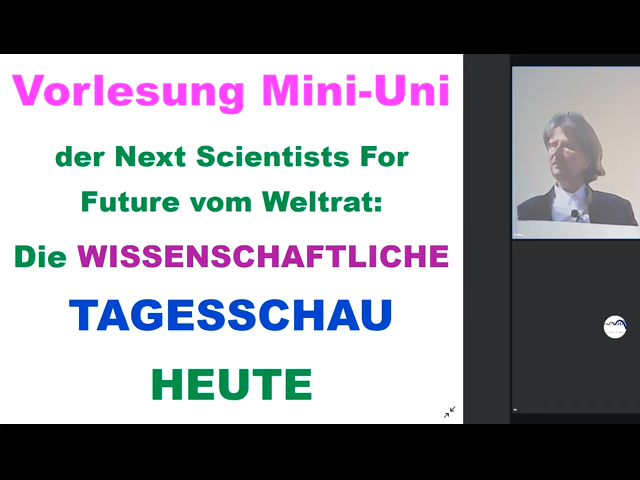 Vorlesung Mini-Uni
der Next Scientists For
Future vom Weltrat:
Die WISSENSCHAFTLICHE
TAGESSCHAU
HEUTE